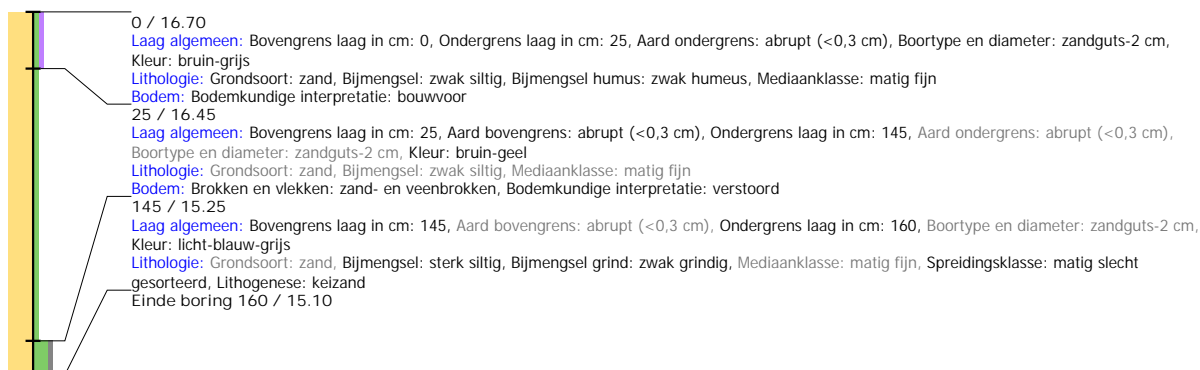 0 / 16.70
Laag algemeen: Bovengrens laag in cm: 0, Ondergrens laag in cm: 25, Aard ondergrens: abrupt (<0,3 cm), Boortype en diameter: zandguts-2 cm,
Kleur: bruin-grijs
Lithologie: Grondsoort: zand, Bijmengsel: zwak siltig, Bijmengsel humus: zwak humeus, Mediaanklasse: matig fijn
Bodem: Bodemkundige interpretatie: bouwvoor
25 / 16.45
Laag algemeen: Bovengrens laag in cm: 25, Aard bovengrens: abrupt (<0,3 cm), Ondergrens laag in cm: 145, Aard ondergrens: abrupt (<0,3 cm),
Boortype en diameter: zandguts-2 cm, Kleur: bruin-geel
Lithologie: Grondsoort: zand, Bijmengsel: zwak siltig, Mediaanklasse: matig fijn
Bodem: Brokken en vlekken: zand- en veenbrokken, Bodemkundige interpretatie: verstoord
145 / 15.25
Laag algemeen: Bovengrens laag in cm: 145, Aard bovengrens: abrupt (<0,3 cm), Ondergrens laag in cm: 160, Boortype en diameter: zandguts-2 cm,
Kleur: licht-blauw-grijs
Lithologie: Grondsoort: zand, Bijmengsel: sterk siltig, Bijmengsel grind: zwak grindig, Mediaanklasse: matig fijn, Spreidingsklasse: matig slecht
gesorteerd, Lithogenese: keizand
Einde boring 160 / 15.10